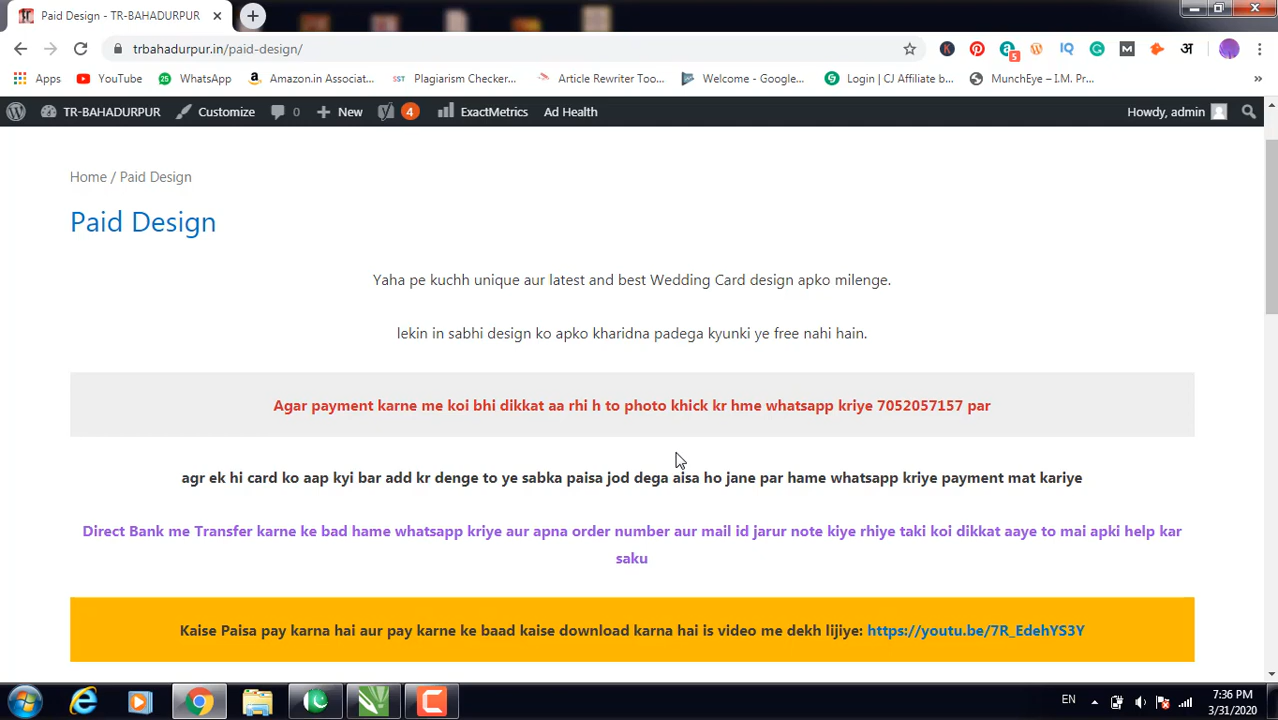 Paid Design - TR-BAHADURPUR
trbahadurpur.in/paid-design/
5
Apps
YouTube
25
WhatsApp
Amazon.in Associat...
SST
Plagiarism Checker...
Article Rewriter Too...
Welcome - Google...
Login | CJ Affiliate b...
MunchEye – I.M. Pr...
TR-BAHADURPUR
Customize
0
New
4
ExactMetrics
Ad Health
Howdy, admin
Home / Paid Design
Paid Design
Yaha pe kuchh unique aur latest and best Wedding Card design apko milenge.
lekin in sabhi design ko apko kharidna padega kyunki ye free nahi hain.
Agar payment karne me koi bhi dikkat aa rhi h to photo khick kr hme whatsapp kriye 7052057157 par
agr ek hi card ko aap kyi bar add kr denge to ye sabka paisa jod dega aisa ho jane par hame whatsapp kriye payment mat kariye
Direct Bank me Transfer karne ke bad hame whatsapp kriye aur apna order number aur mail id jarur note kiye rhiye taki koi dikkat aaye to mai apki help kar
saku
Kaise Paisa pay karna hai aur pay karne ke baad kaise download karna hai is video me dekh lijiye: https://youtu.be/7R_EdehYS3Y
EN
7:36 PM
3/31/2020